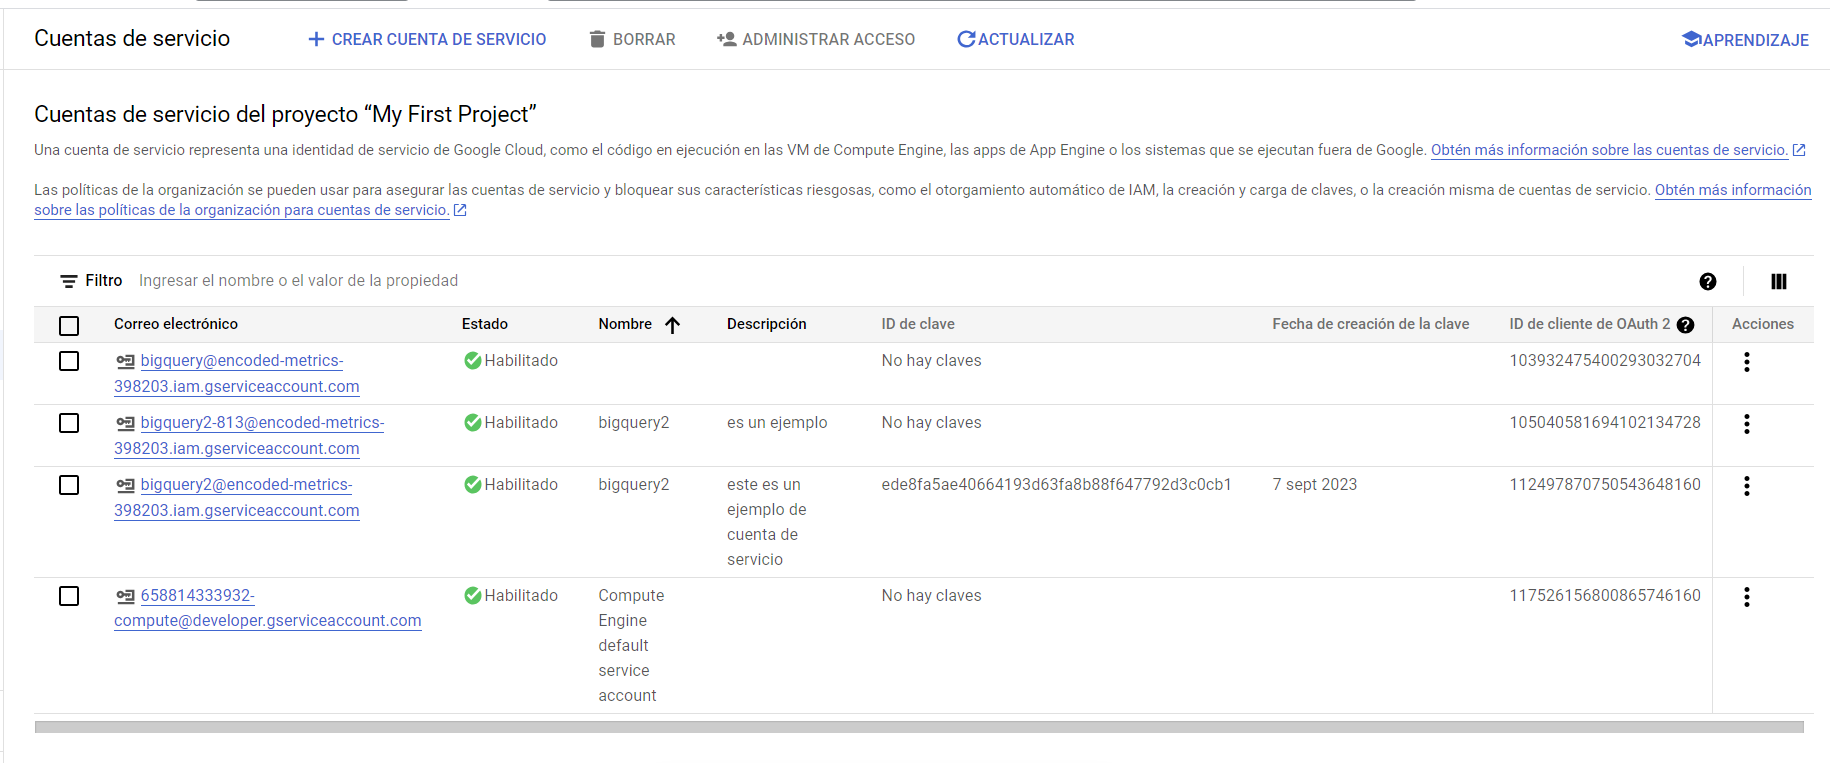 Cuentas de servicio
CREAR CUENTA DE SERVICIO
BORRAR
ADMINISTRAR ACCESO
ACTUALIZAR
APRENDIZAJE
Cuentas de servicio del proyecto “My First Project”
Una cuenta de servicio representa una identidad de servicio de Google Cloud, como el código en ejecución en las VM de Compute Engine, las apps de App Engine o los sistemas que se ejecutan fuera de Google. Obtén más información sobre las cuentas de servicio.
Las políticas de la organización se pueden usar para asegurar las cuentas de servicio y bloquear sus características riesgosas, como el otorgamiento automático de IAM, la creación y carga de claves, o la creación misma de cuentas de servicio. Obtén más información
sobre las políticas de la organización para cuentas de servicio.
Filtro Ingresar el nombre o el valor de la propiedad
Correo electrónico Estado Nombre Descripción ID de clave Fecha de creación de la clave ID de cliente de OAuth 2 Acciones
bigquery@encoded-metrics- Habilitado No hay claves 103932475400293032704
398203.iam.gserviceaccount.com
bigquery2-813@encoded-metrics- Habilitado bigquery2 es un ejemplo No hay claves 105040581694102134728
398203.iam.gserviceaccount.com
bigquery2@encoded-metrics- Habilitado bigquery2 este es un ede8fa5ae40664193d63fa8b88f647792d3c0cb1 7 sept 2023 112497870750543648160
398203.iam.gserviceaccount.com ejemplo de
cuenta de
servicio
658814333932- Habilitado Compute No hay claves 117526156800865746160
compute@developer.gserviceaccount.com Engine
default
service
account